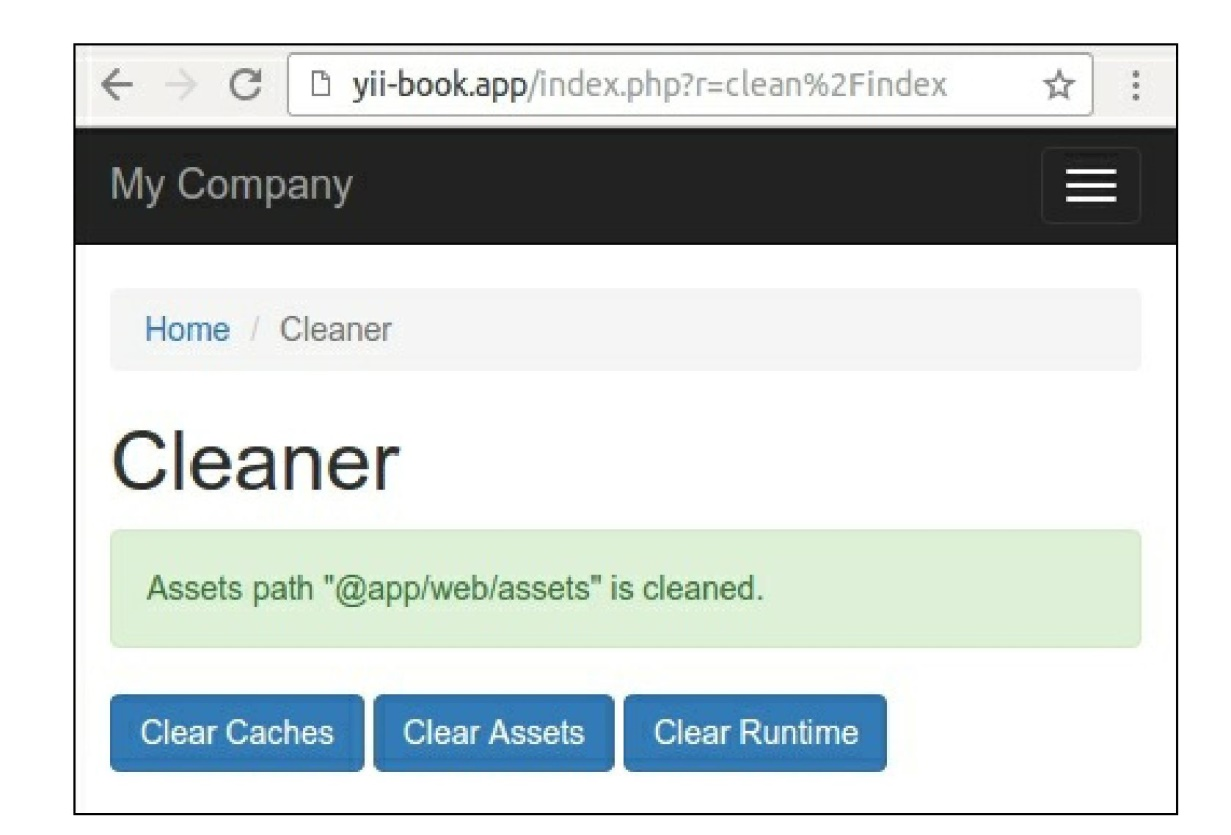 yii-book.app/index.php?r=clean%2Findex
My Company
Home / Cleaner
Cleaner
Assets path "@app/web/assets" is cleaned.
Clear Caches Clear Assets Clear Runtime